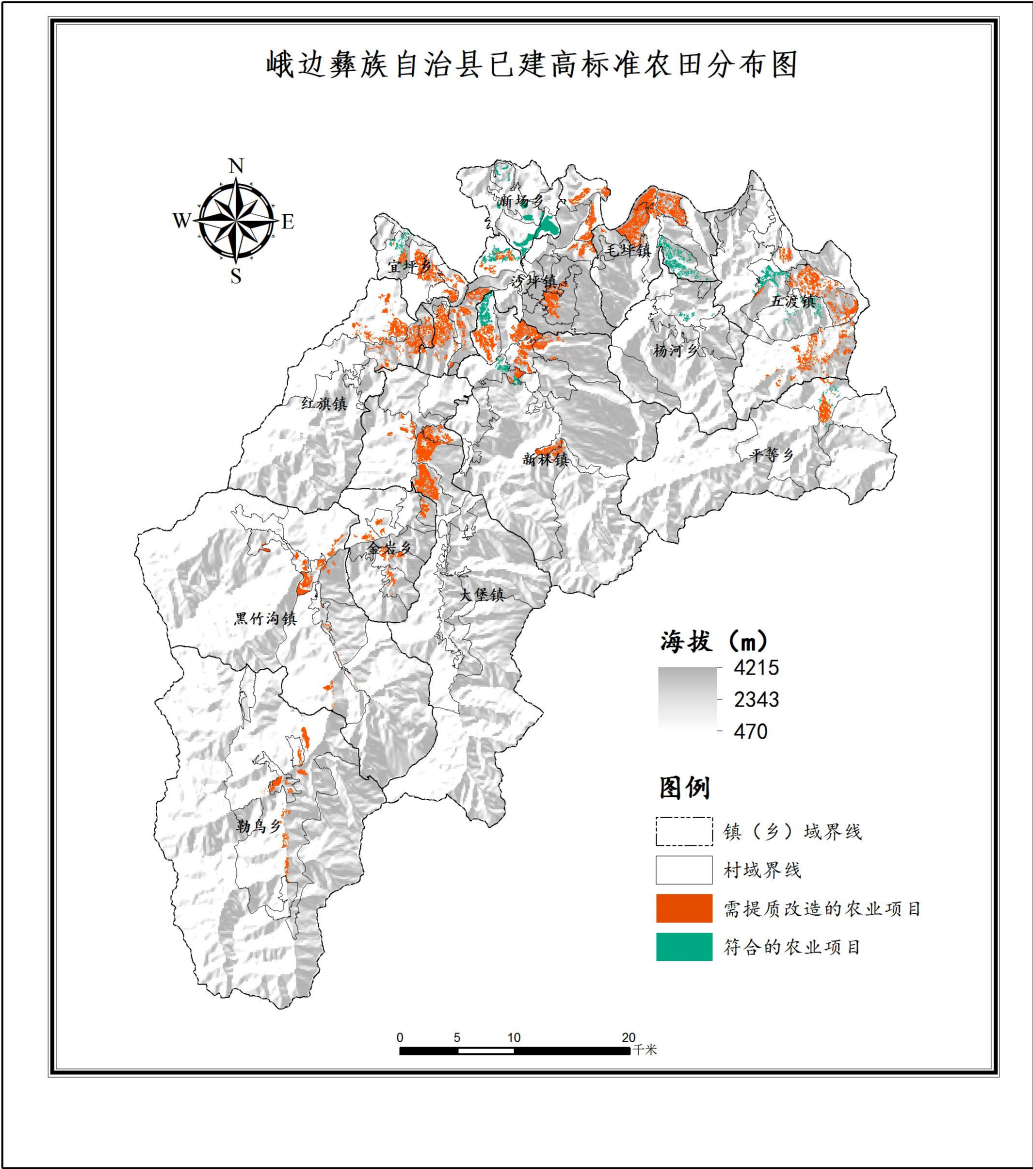 峨边彝族自治县已建高标准农田分布图
N
W
E
S
新场乡
宜坪乡
沙坪镇
毛坪镇
五渡镇
杨河乡
红旗镇
新林镇
平等乡
金岩乡
大堡镇
黑竹沟镇
勒乌乡
海拔（m）
4215
2343
470
图例
镇（乡）域界线
村域界线
需提质改造的农业项目
符合的农业项目
0 5 10 20
千米